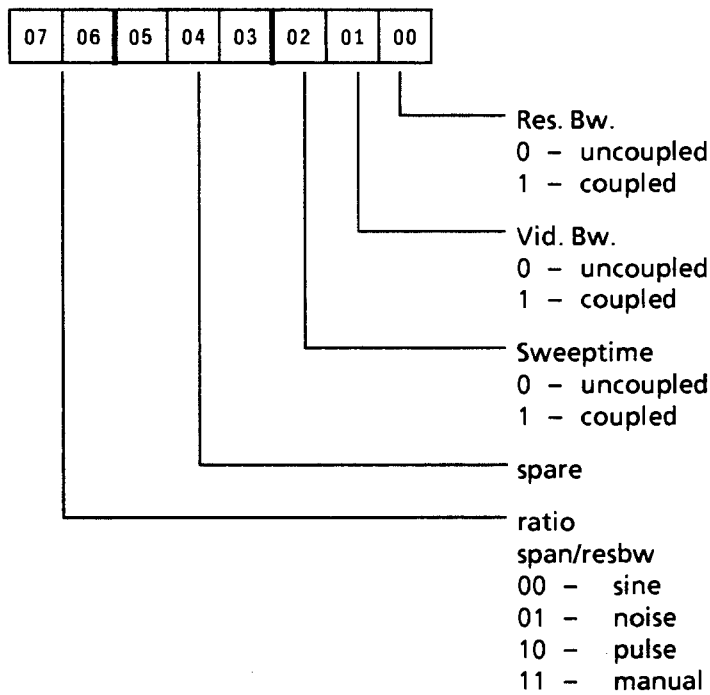 07 06 05 04 03 02 01 00
Res. Bw.
0 – uncoupled
1 – coupled
Vid. Bw.
0 – uncoupled
1 – coupled
Sweeptime
0 – uncoupled
1 – coupled
spare
ratio
span/resbw
00 – sine
01 – noise
10 – pulse
11 – manual